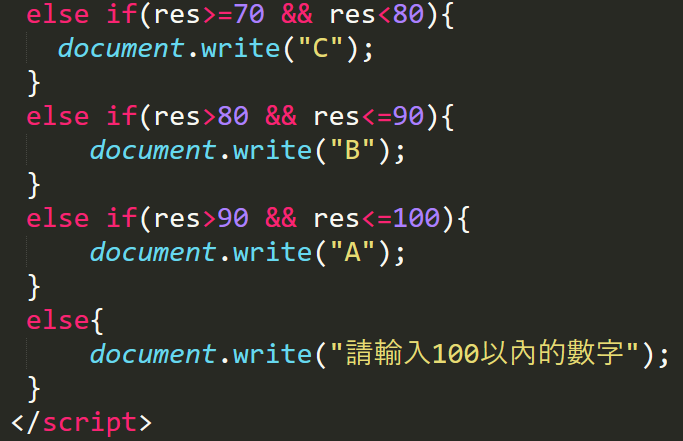 else if(res>=70 && res<80){
document.write("C");
}
else if(res>80 && res<=90){
document.write("B");
}
else if(res>90 && res<=100){
document.write("A");
}
else{
document.write("請輸入100以內的數字");
}
</script>